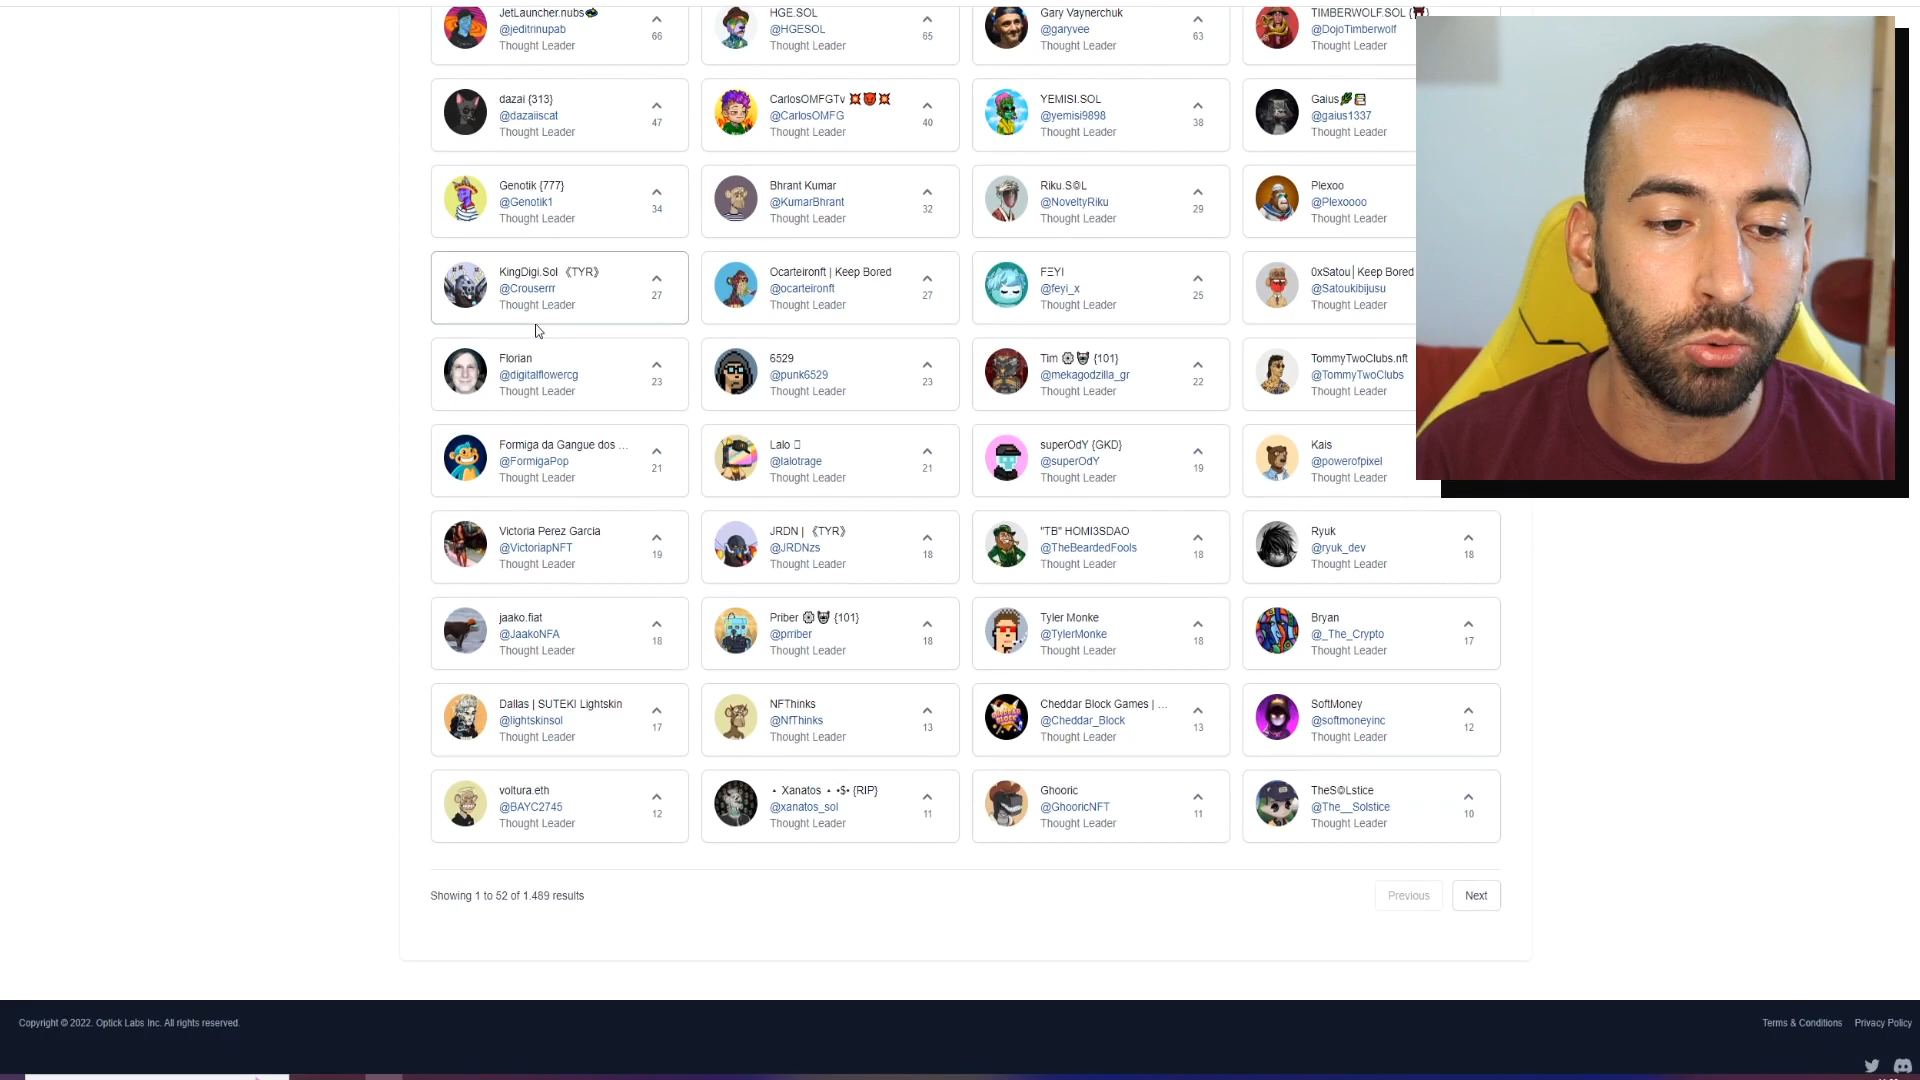 JetLauncher.nubs
@jeditrinupab
Thought Leader
66
HGE.SOL
@HGESOL
Thought Leader
65
Gary Vaynerchuk
@garyvee
Thought Leader
63
TIMBERWOLF.SOL {
@DojoTimberwolf
Thought Leader
dazai {313}
@dazaiiscat
Thought Leader
47
CarlosOMFGTv 💥😈💥
@CarlosOMFG
Thought Leader
40
YEMISI.SOL
@yemisi9898
Thought Leader
38
Gaius
@gaius1337
Thought Leader
Genotik {777}
@Genotik1
Thought Leader
34
Bhrant Kumar
@KumarBhrant
Thought Leader
32
Riku.S©L
@NoveltyRiku
Thought Leader
29
Plexoo
@Plexoooo
Thought Leader
KingDigi.Sol 《TYR》
@Crouserrr
Thought Leader
27
Ocarteironft | Keep Bored
@ocarteironft
Thought Leader
27
FΞYI
@feyi_x
Thought Leader
25
0xSatou| Keep Bored
@Satoukibijusu
Thought Leader
Florian
@digitalflowercg
Thought Leader
23
6529
@punk6529
Thought Leader
23
Tim {101}
@mekagodzilla_gr
Thought Leader
22
TommyTwoClubs.nft
@TommyTwoClubs
Thought Leader
Formiga da Gangue dos ...
@FormigaPop
Thought Leader
21
Lalo
@lalotrage
Thought Leader
21
superOdY {GKD}
@superOdY
Thought Leader
19
Kais
@powerofpixel
Thought Leader
Victoria Perez Garcia
@VictoriapNFT
Thought Leader
19
JRDN | 《TYR》
@JRDNzs
Thought Leader
18
"TB" HOMI3SDAO
@TheBeardedFools
Thought Leader
18
Ryuk
@ryuk_dev
Thought Leader
18
jaako.fiat
@JaakoNFA
Thought Leader
18
Priber {101}
@prriber
Thought Leader
18
Tyler Monke
@TylerMonke
Thought Leader
18
Bryan
@_The_Crypto
Thought Leader
17
Dallas | SUTEKI Lightskin
@lightskinsol
Thought Leader
17
NFThinks
@NfThinks
Thought Leader
13
Cheddar Block Games | ...
@Cheddar_Block
Thought Leader
13
SoftMoney
@softmoneyinc
Thought Leader
12
voltura.eth
@BAYC2745
Thought Leader
12
• Xanatos • •$• {RIP}
@xanatos_sol
Thought Leader
11
Ghooric
@GhooricNFT
Thought Leader
11
TheS©Lstice
@The__Solstice
Thought Leader
10
Showing 1 to 52 of 1.489 results
Previous
Next
Copyright © 2022. Optick Labs Inc. All rights reserved.
Terms & Conditions
Privacy Policy